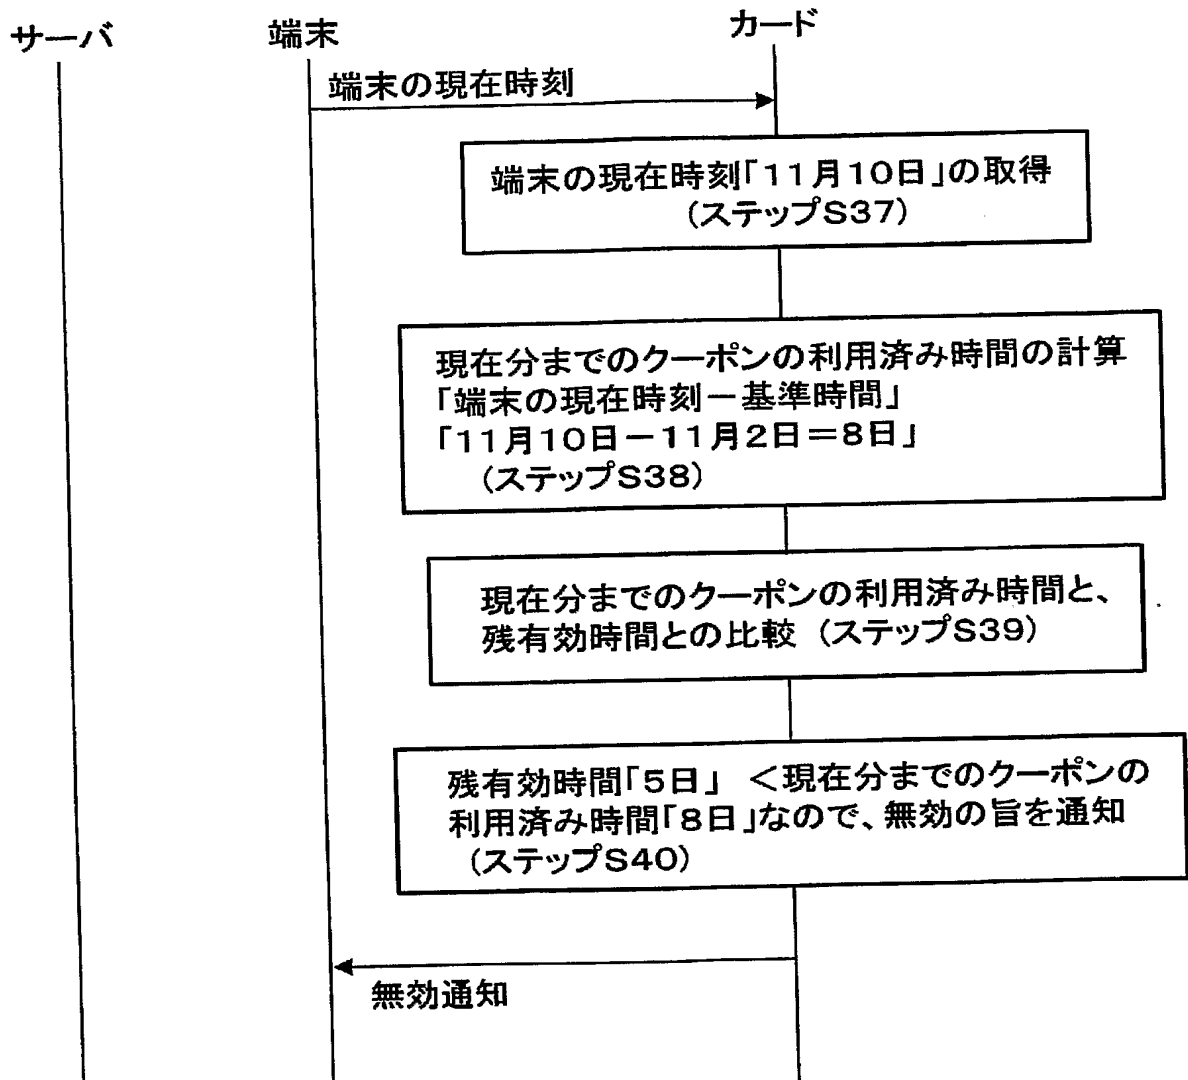 サーバ
端末
カード
端末の現在時刻
端末の現在時刻「11月10日」の取得
(ステップS37)
現在分までのクーポンの利用済み時間の計算
「端末の現在時刻－基準時間」
「11月10日－11月2日＝8日」
(ステップS38)
現在分までのクーポンの利用済み時間と、
残有効時間との比較 (ステップS39)
残有効時間「5日」 ＜現在分までのクーポンの
利用済み時間「8日」なので、無効の旨を通知
(ステップS40)
無効通知